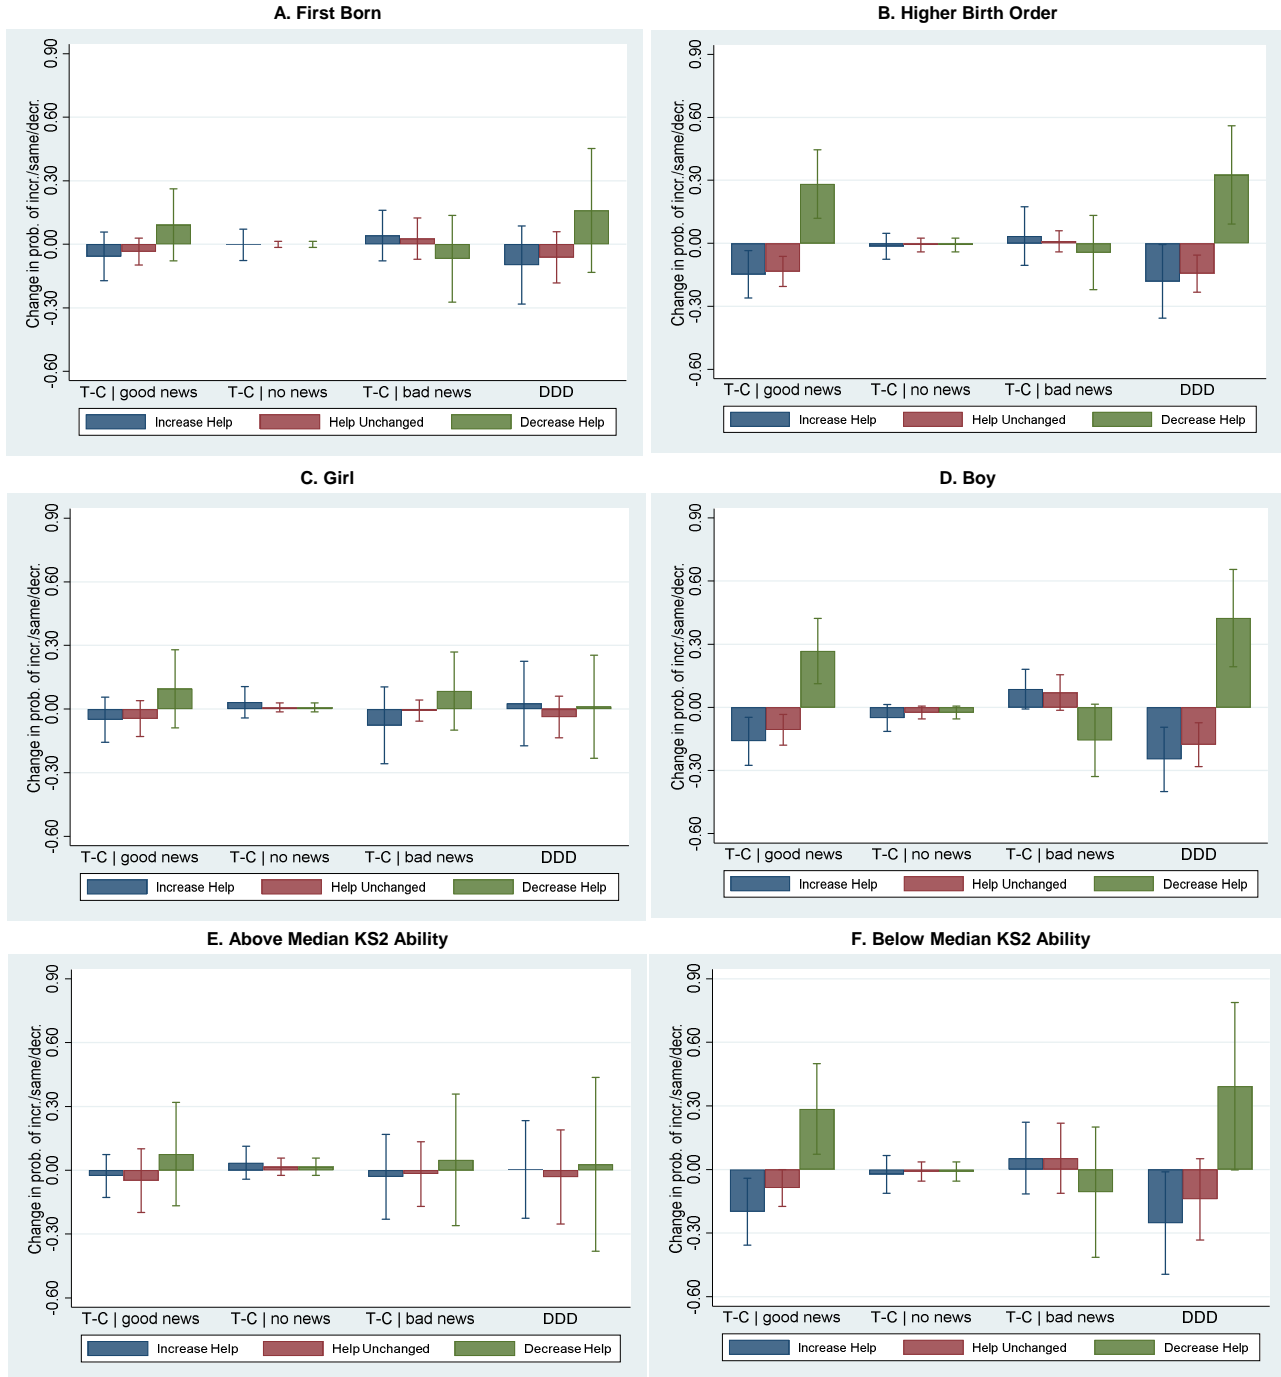 A. First Born
B. Higher Birth Order
Change in prob. of incr./same/decr.
0.90
0.60
0.30
0.00
-0.30
-0.60
T-C | good news
T-C | no news
T-C | bad news
DDD
Increase Help
Help Unchanged
Decrease Help
Change in prob. of incr./same/decr.
0.90
0.60
0.30
0.00
-0.30
-0.60
T-C | good news
T-C | no news
T-C | bad news
DDD
Increase Help
Help Unchanged
Decrease Help
C. Girl
D. Boy
Change in prob. of incr./same/decr.
0.90
0.60
0.30
0.00
-0.30
-0.60
T-C | good news
T-C | no news
T-C | bad news
DDD
Increase Help
Help Unchanged
Decrease Help
Change in prob. of incr./same/decr.
0.90
0.60
0.30
0.00
-0.30
-0.60
T-C | good news
T-C | no news
T-C | bad news
DDD
Increase Help
Help Unchanged
Decrease Help
E. Above Median KS2 Ability
F. Below Median KS2 Ability
Change in prob. of incr./same/decr.
0.90
0.60
0.30
0.00
-0.30
-0.60
T-C | good news
T-C | no news
T-C | bad news
DDD
Increase Help
Help Unchanged
Decrease Help
Change in prob. of incr./same/decr.
0.90
0.60
0.30
0.00
-0.30
-0.60
T-C | good news
T-C | no news
T-C | bad news
DDD
Increase Help
Help Unchanged
Decrease Help